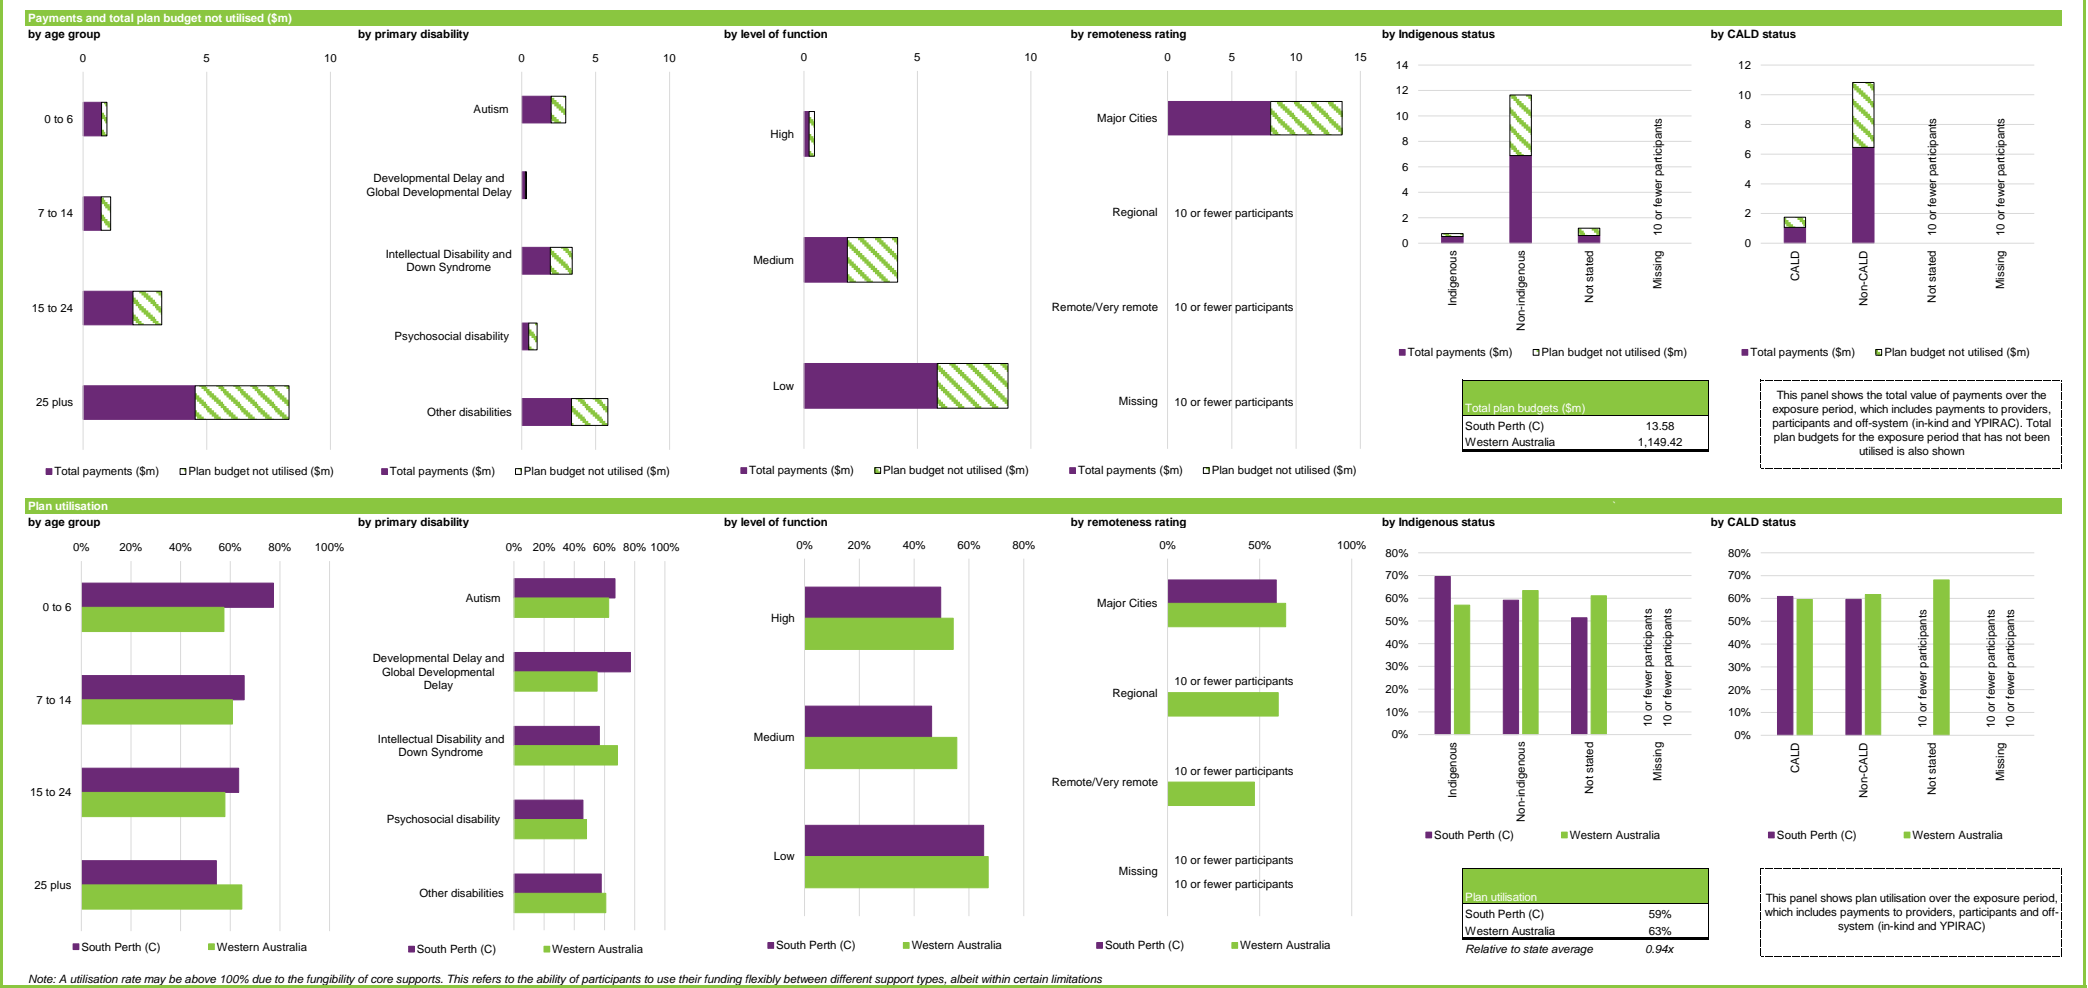 Payments and total plan budget not utilised ($m)
by age group
0
5
10
0 to 6
7 to 14
15 to 24
25 plus
Total payments ($m)
Plan budget not utilised ($m)
by primary disability
0
5
10
Autism
Developmental Delay and
Global Developmental Delay
Intellectual Disability and
Down Syndrome
Psychosocial disability
Other disabilities
Total payments ($m)
Plan budget not utilised ($m)
by level of function
0
5
10
High
Medium
Low
Total payments ($m)
Plan budget not utilised ($m)
by remoteness rating
0
5
10
15
Major Cities
Regional
10 or fewer participants
Remote/Very remote
10 or fewer participants
Missing
10 or fewer participants
Total payments ($m)
Plan budget not utilised ($m)
by Indigenous status
14
12
10
8
6
4
2
0
10 or fewer participants
Indigenous
Non-indigenous
Not stated
Missing
Total payments ($m)
Plan budget not utilised ($m)
by CALD status
12
10
8
6
4
2
0
10 or fewer participants
10 or fewer participants
CALD
Non-CALD
Not stated
Missing
Total payments ($m)
Plan budget not utilised ($m)
Total plan budgets ($m)
South Perth (C) 13.58
Western Australia 1,149.42
This panel shows the total value of payments over the
exposure period, which includes payments to providers,
participants and off-system (in-kind and YPIRAC). Total
plan budgets for the exposure period that has not been
utilised is also shown
Plan utilisation
by age group
0%
20%
40%
60%
80%
100%
0 to 6
7 to 14
15 to 24
25 plus
South Perth (C)
Western Australia
by primary disability
0%
20%
40%
60%
80%
100%
Autism
Developmental Delay and
Global Developmental
Delay
Intellectual Disability and
Down Syndrome
Psychosocial disability
Other disabilities
South Perth (C)
Western Australia
by level of function
0%
20%
40%
60%
80%
High
Medium
Low
South Perth (C)
Western Australia
by remoteness rating
0%
50%
100%
Major Cities
Regional
10 or fewer participants
Remote/Very remote
10 or fewer participants
Missing
10 or fewer participants
10 or fewer participants
South Perth (C)
Western Australia
by Indigenous status
80%
70%
60%
50%
40%
30%
20%
10%
0%
10 or fewer participants
10 or fewer participants
Indigenous
Non-indigenous
Not stated
Missing
South Perth (C)
Western Australia
by CALD status
80%
70%
60%
50%
40%
30%
20%
10%
0%
10 or fewer participants
10 or fewer participants
10 or fewer participants
CALD
Non-CALD
Not stated
Missing
South Perth (C)
Western Australia
Plan utilisation
South Perth (C) 59%
Western Australia 63%
Relative to state average 0.94x
This panel shows plan utilisation over the exposure period,
which includes payments to providers, participants and off-
system (in-kind and YPIRAC)
Note: A utilisation rate may be above 100% due to the fungibility of core supports. This refers to the ability of participants to use their funding flexibly between different support types, albeit within certain limitations